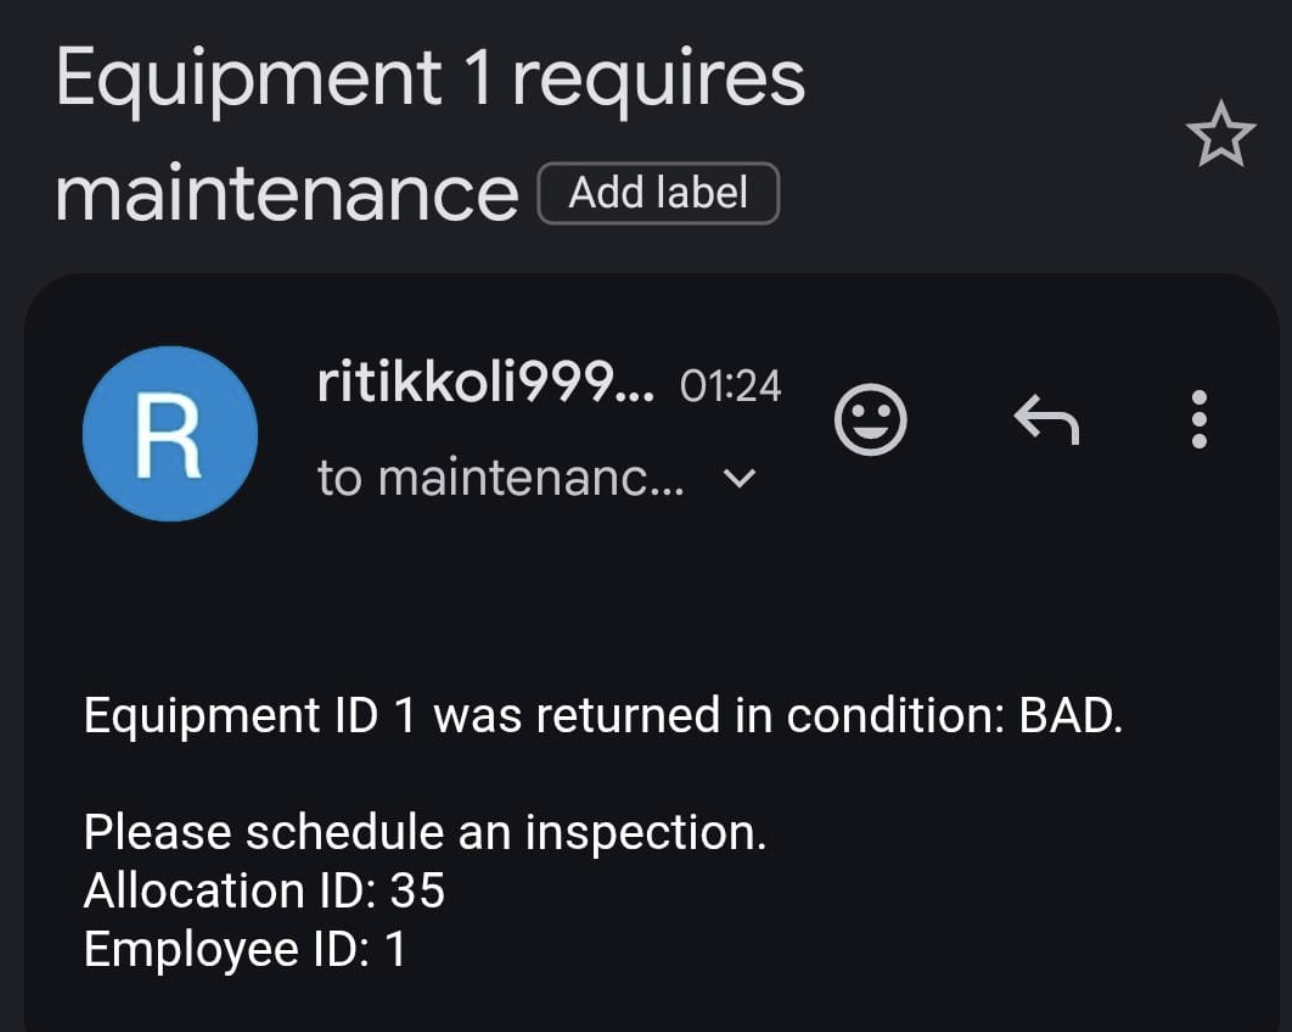 Equipment 1 requires
maintenance Add label
R
ritikkoli999... 01:24
to maintenanc...
Equipment ID 1 was returned in condition: BAD.
Please schedule an inspection.
Allocation ID: 35
Employee ID: 1